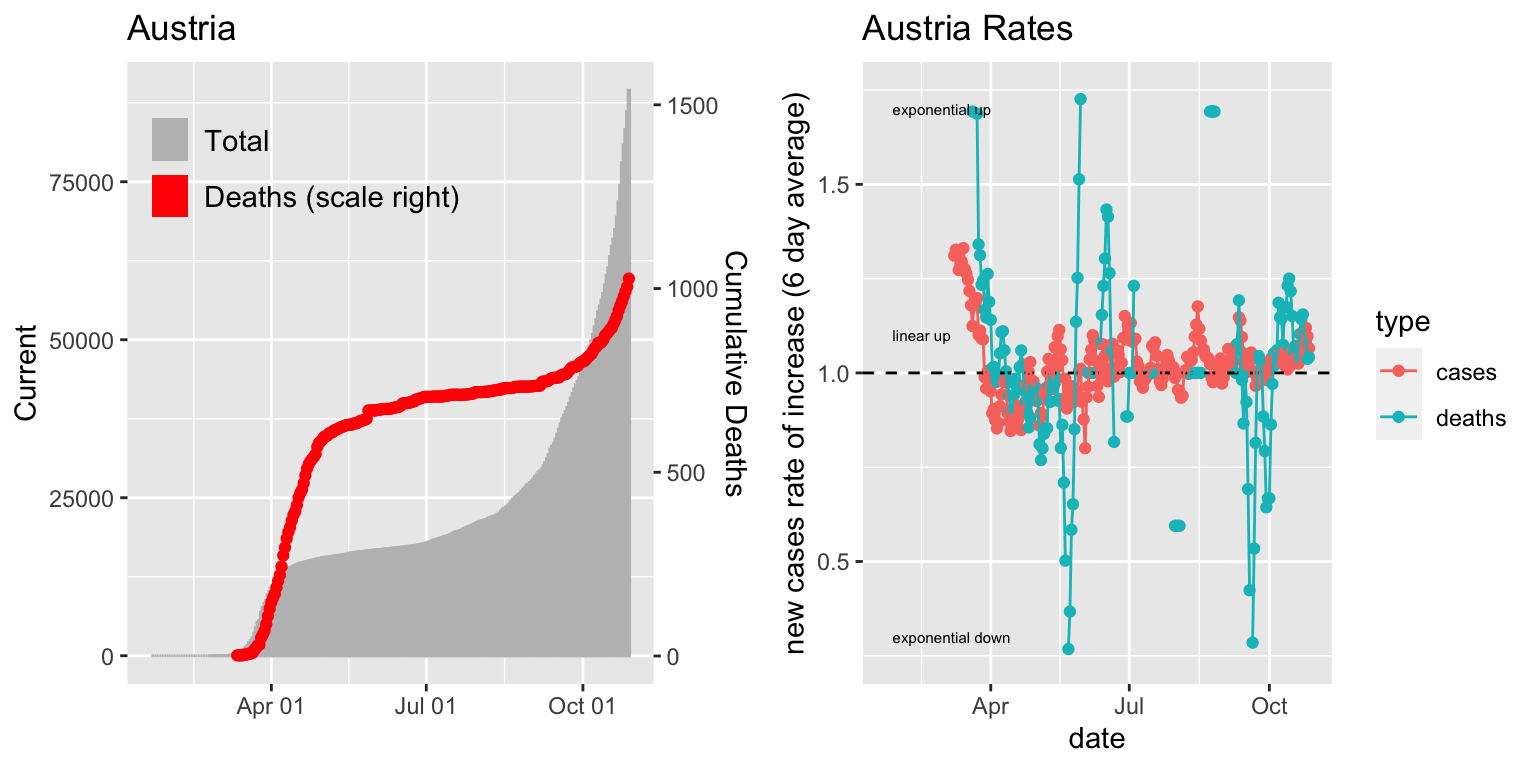 Austria
Total
Deaths (scale right)
Current
75000
50000
25000
0
1500
1000
500
0
Cumulative Deaths
Apr 01
Jul 01
Oct 01
Austria Rates
new cases rate of increase (6 day average)
1.5
1.0
0.5
exponential up
linear up
exponential down
Apr
Jul
Oct
date
type
cases
deaths